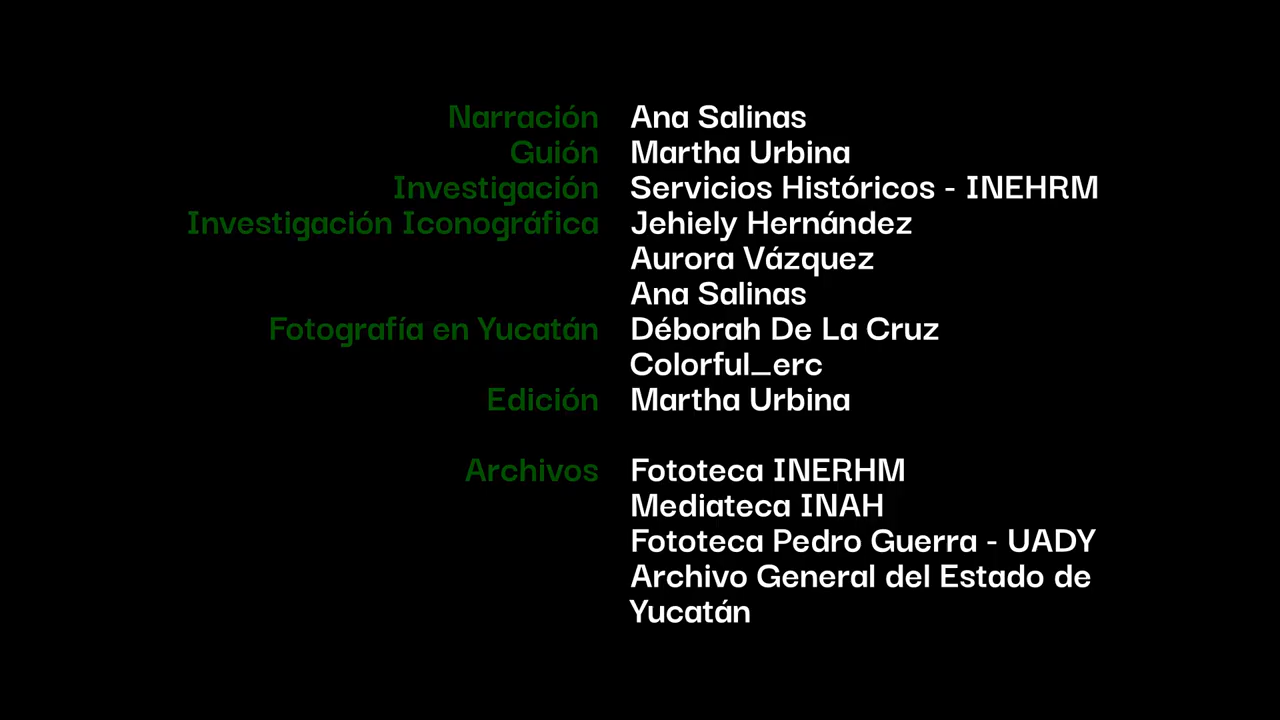 Narración Ana Salinas
Guión Martha Urbina
Investigación Servicios Históricos - INEHRM
Investigación Iconográfica Jehiely Hernández
Aurora Vázquez
Ana Salinas
Fotografía en Yucatán Déborah De La Cruz
Colorful_erc
Edición Martha Urbina
Archivos Fototeca INERHM
Mediateca INAH
Fototeca Pedro Guerra - UADY
Archivo General del Estado de
Yucatán